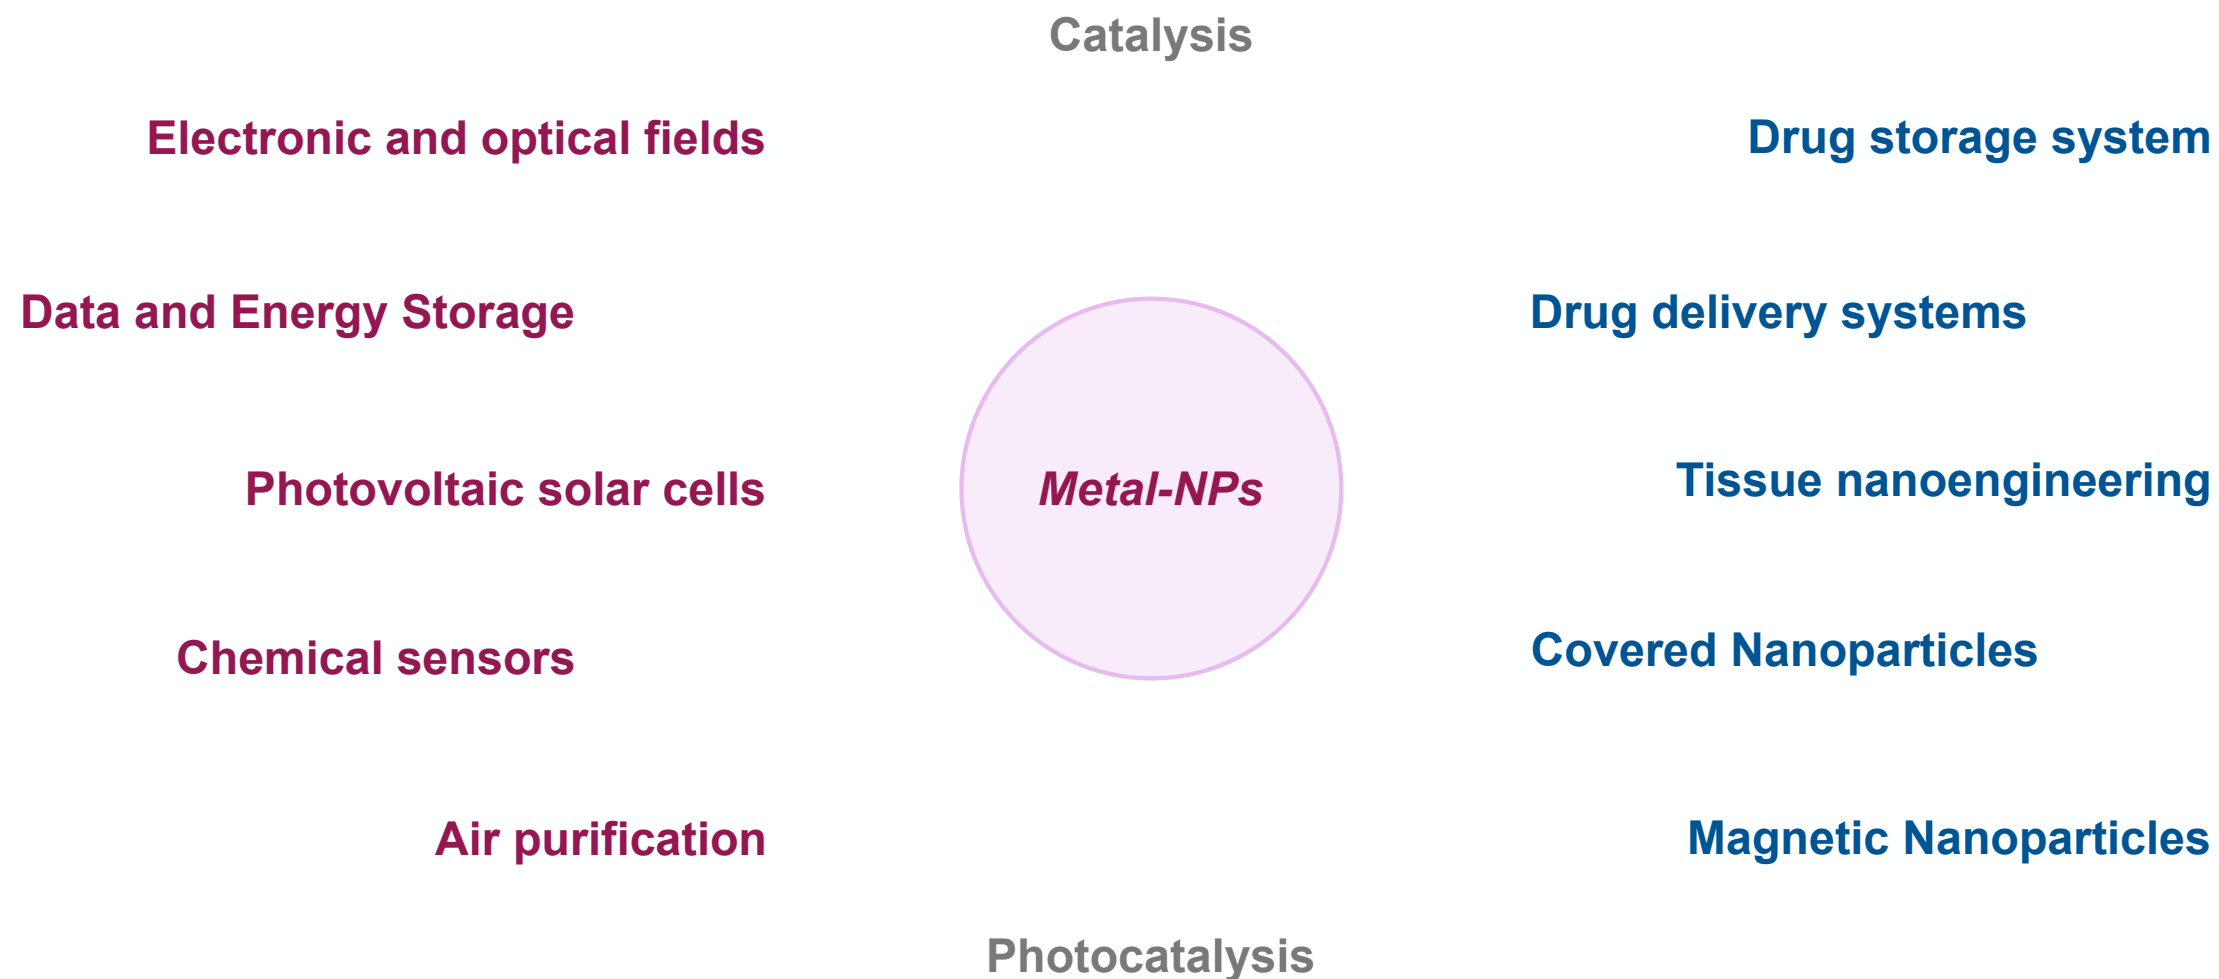 Catalysis
Electronic and optical fields
Drug storage system
Data and Energy Storage
Drug delivery systems
Photovoltaic solar cells
Metal-NPs
Tissue nanoengineering
Chemical sensors
Covered Nanoparticles
Air purification
Magnetic Nanoparticles
Photocatalysis